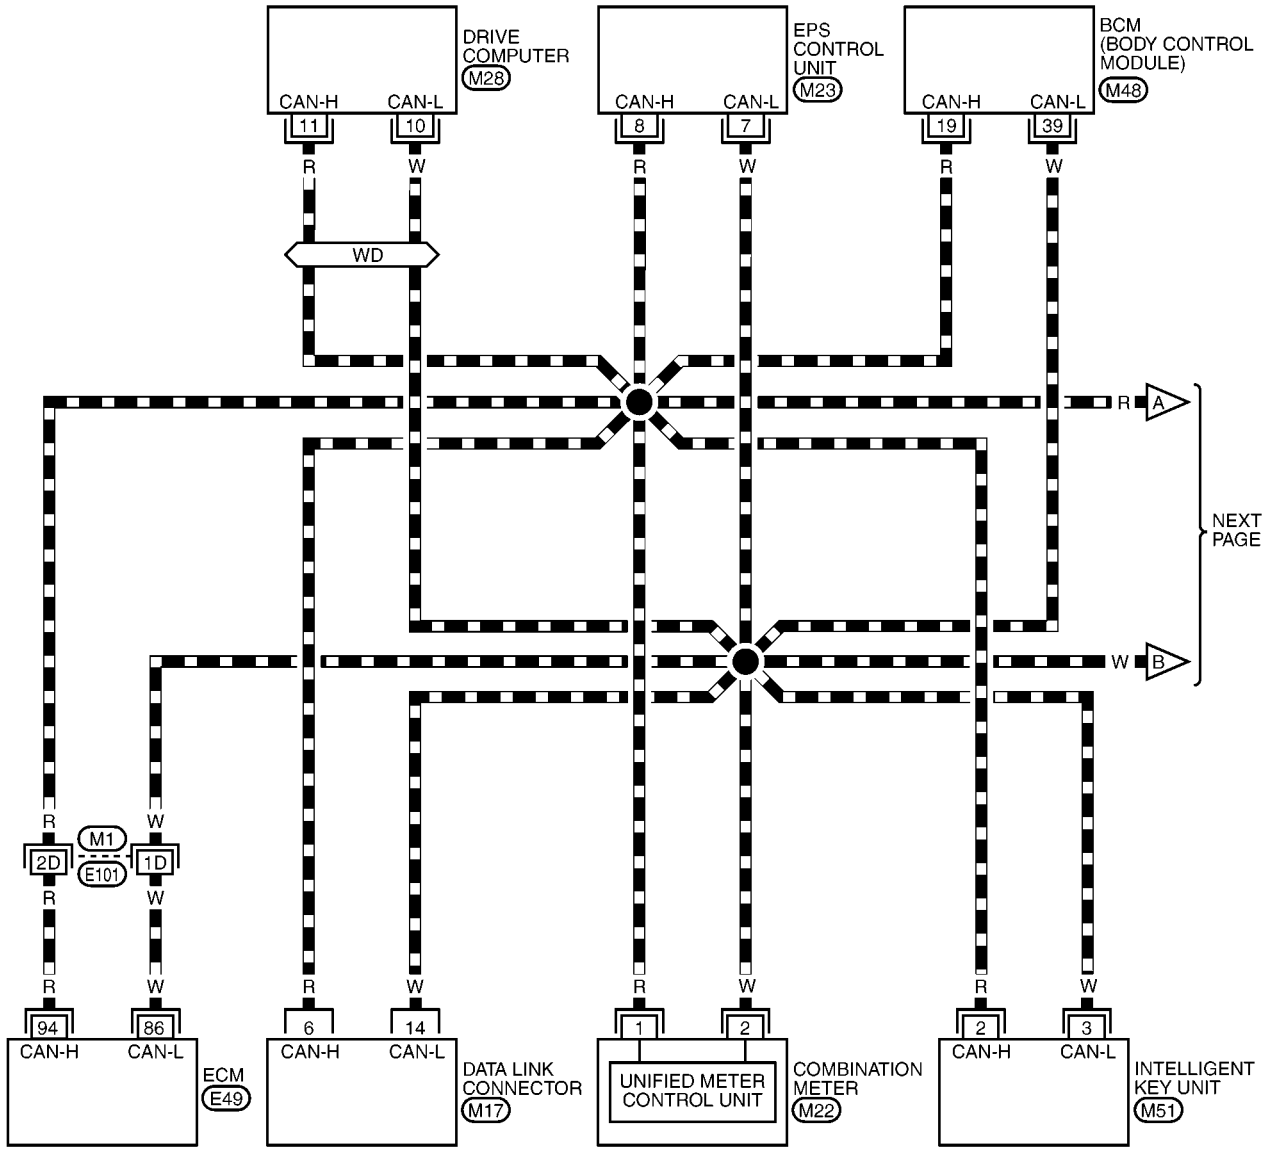 DRIVE
COMPUTER
M28
EPS
CONTROL
UNIT
M23
BCM
(BODY CONTROL
MODULE)
M48
CAN-H CAN-L
CAN-H CAN-L
CAN-H CAN-L
11 10
8 7
19 39
R W
R W
R W
WD
R A
NEXT
PAGE
W B
R W
M1
2D 1D
E101
R W
R W
R W
R W
R W
94 86
6 14
1 2
2 3
CAN-H CAN-L
CAN-H CAN-L
CAN-H CAN-L
ECM
E49
DATA LINK
CONNECTOR
M17
UNIFIED METER
CONTROL UNIT
COMBINATION
METER
M22
INTELLIGENT
KEY UNIT
M51